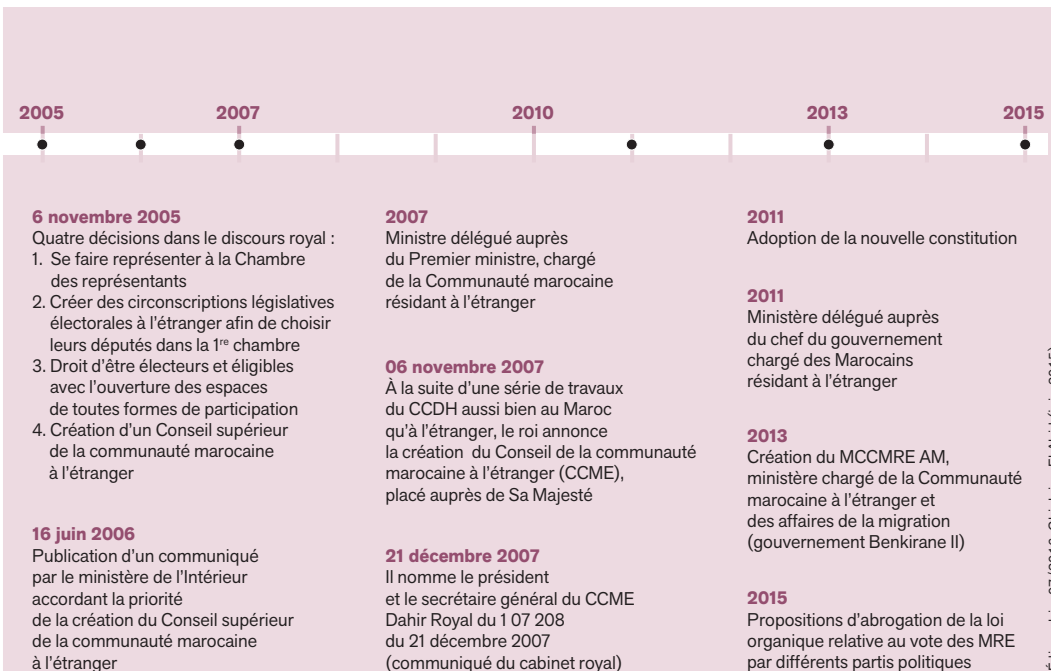 2005 2007 2010 2013 2015
6 novembre 2005
Quatre décisions dans le discours royal :
1. Se faire représenter à la Chambre
des représentants
2. Créer des circonscriptions législatives
électorales à l'étranger afin de choisir
leurs députés dans la 1re chambre
3. Droit d'être électeurs et éligibles
avec l'ouverture des espaces
de toutes formes de participation
4. Création d'un Conseil supérieur
de la communauté marocaine
à l'étranger
16 juin 2006
Publication d'un communiqué
par le ministère de l'Intérieur
accordant la priorité
de la création du Conseil supérieur
de la communauté marocaine
à l'étranger
2007
Ministre délégué auprès
du Premier ministre, chargé
de la Communauté marocaine
résidant à l'étranger
06 novembre 2007
À la suite d'une série de travaux
du CCDH aussi bien au Maroc
qu'à l'étranger, le roi annonce
la création du Conseil de la communauté
marocaine à l'étranger (CCME),
placé auprès de Sa Majesté
21 décembre 2007
Il nomme le président
et le secrétaire général du CCME
Dahir Royal du 1 07 208
du 21 décembre 2007
(communiqué du cabinet royal)
2011
Adoption de la nouvelle constitution
2011
Ministère délégué auprès
du chef du gouvernement
chargé des Marocains
résidant à l'étranger
2013
Création du MCCMRE AM,
ministère chargé de la Communauté
marocaine à l'étranger et
des affaires de la migration
(gouvernement Benkirane II)
2015
Propositions d'abrogation de la loi
organique relative au vote des MRE
par différents partis politiques